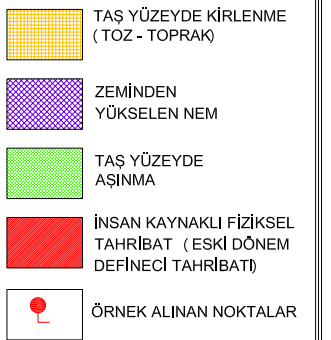 TAŞ YÜZEYDE KİRLENME
( TOZ - TOPRAK)
ZEMİNDEN
YÜKSELEN NEM
TAŞ YÜZEYDE
AŞINMA
İNSAN KAYNAKLI FİZİKSEL
TAHRİBAT ( ESKİ DÖNEM
DEFİNECİ TAHRİBATI)
ÖRNEK ALINAN NOKTALAR